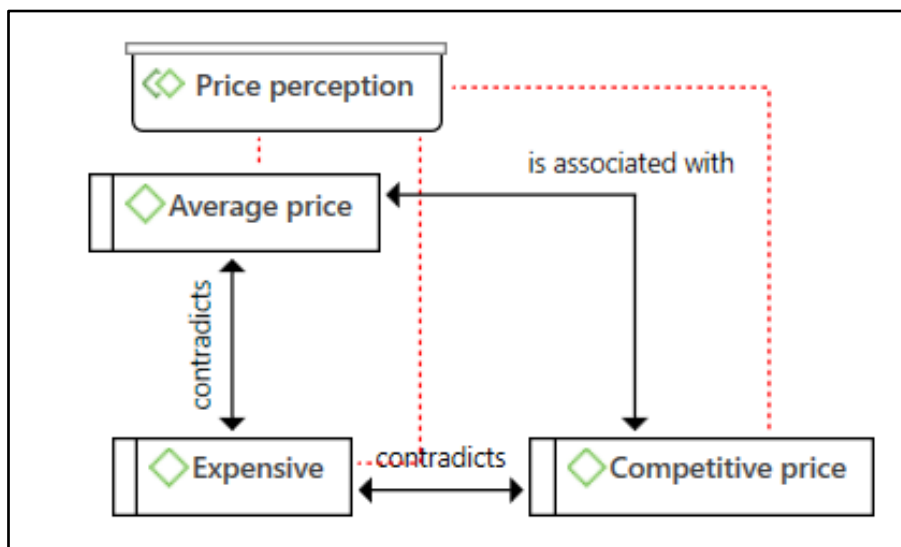 Price perception
is associated with
Average price
contradicts
Expensive
contradicts
Competitive price